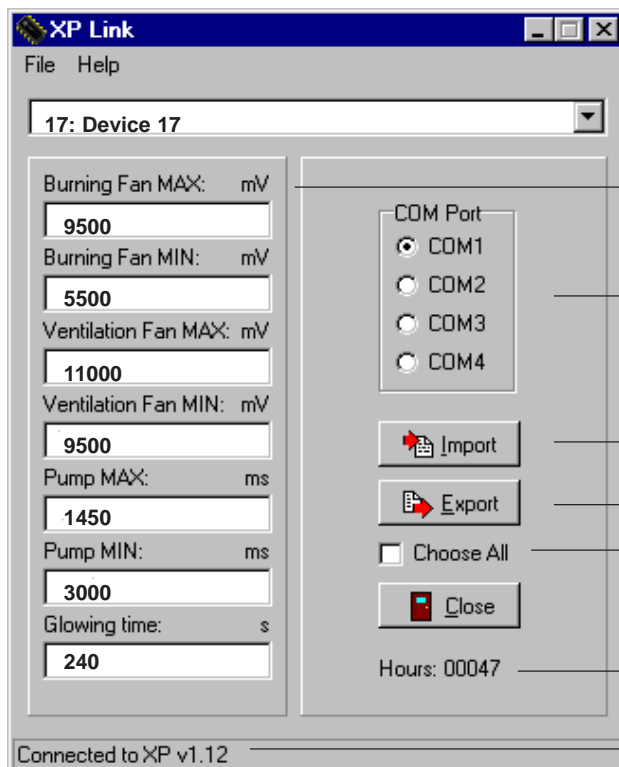 XP Link
File Help
17: Device 17
Burning Fan MAX: mV
9500
Burning Fan MIN: mV
5500
Ventilation Fan MAX: mV
11000
Ventilation Fan MIN: mV
9500
Pump MAX: ms
1450
Pump MIN: ms
3000
Glowing time: s
240
COM Port
COM1
COM2
COM3
COM4
Import
Export
Choose All
Close
Hours: 00047
Connected to XP v1.12